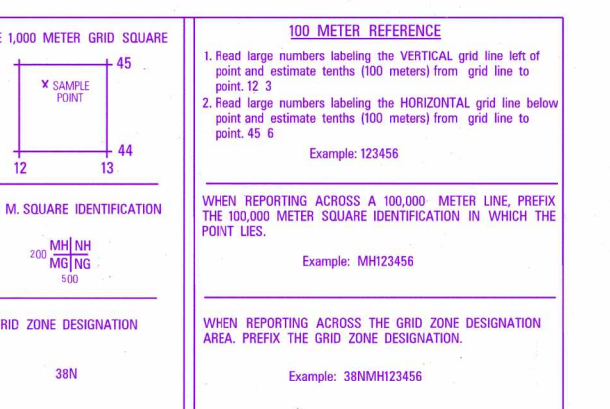 E 1,000 METER GRID SQUARE
45
X SAMPLE
POINT
44
12 13
M. SQUARE IDENTIFICATION
200 MH NH
MG NG
500
RID ZONE DESIGNATION
38N
100 METER REFERENCE
1. Read large numbers labeling the VERTICAL grid line left of
point and estimate tenths (100 meters) from grid line to
point. 12 3
2. Read large numbers labeling the HORIZONTAL grid line below
point and estimate tenths (100 meters) from grid line to
point. 45 6
Example: 123456
WHEN REPORTING ACROSS A 100,000 METER LINE, PREFIX
THE 100,000 METER SQUARE IDENTIFICATION IN WHICH THE
POINT LIES.
Example: MH123456
WHEN REPORTING ACROSS THE GRID ZONE DESIGNATION
AREA. PREFIX THE GRID ZONE DESIGNATION.
Example: 38NMH123456